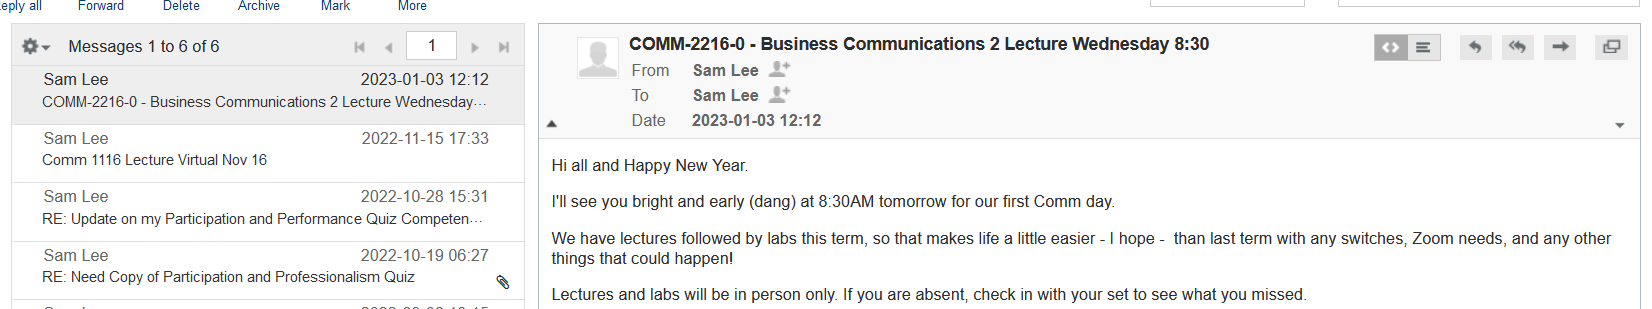 eply all Forward Delete Archive Mark More
Messages 1 to 6 of 6 1
Sam Lee 2023-01-03 12:12
COMM-2216-0 - Business Communications 2 Lecture Wednesday...
Sam Lee 2022-11-15 17:33
Comm 1116 Lecture Virtual Nov 16
Sam Lee 2022-10-28 15:31
RE: Update on my Participation and Performance Quiz Competen...
Sam Lee 2022-10-19 06:27
RE: Need Copy of Participation and Professionalism Quiz
COMM-2216-0 - Business Communications 2 Lecture Wednesday 8:30
From Sam Lee
To Sam Lee
Date 2023-01-03 12:12
Hi all and Happy New Year.
I'll see you bright and early (dang) at 8:30AM tomorrow for our first Comm day.
We have lectures followed by labs this term, so that makes life a little easier - I hope - than last term with any switches, Zoom needs, and any other
things that could happen!
Lectures and labs will be in person only. If you are absent, check in with your set to see what you missed.